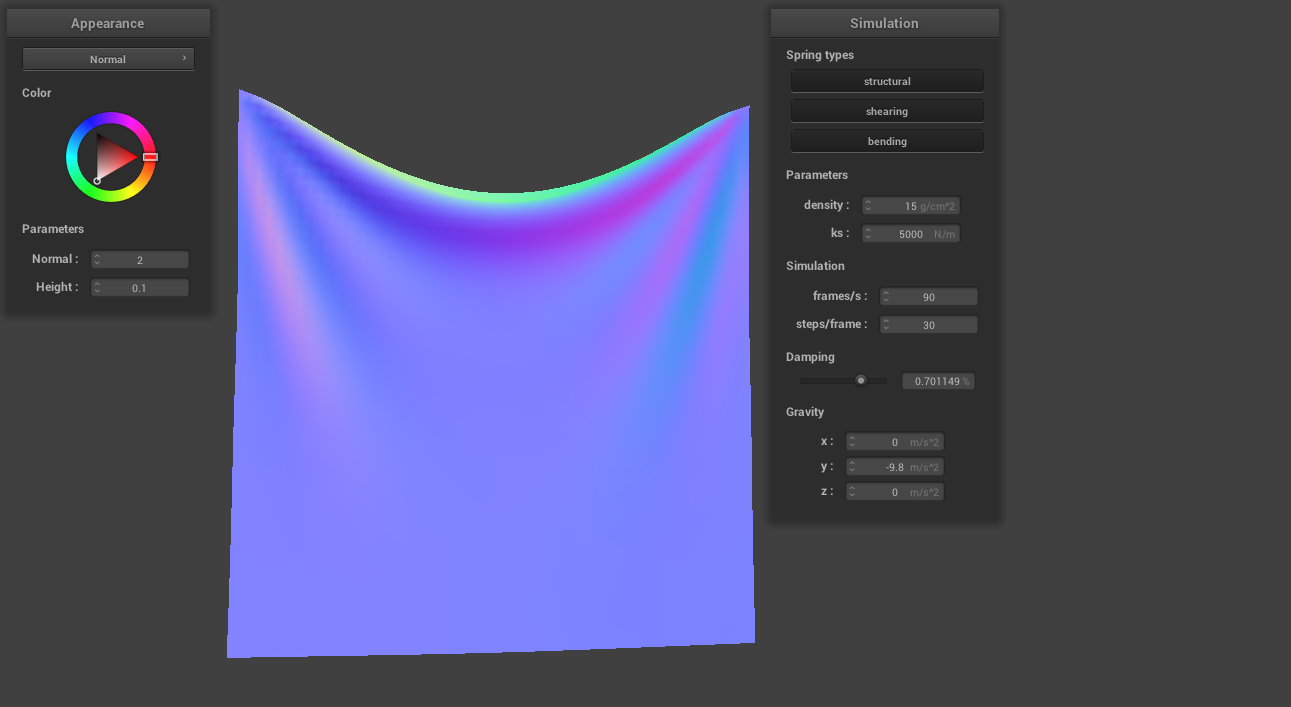 Appearance
Normal
Color
Parameters
Normal : 2
Height : 0.1
Simulation
Spring types
structural
shearing
bending
Parameters
density : 15 g/cm^2
ks : 5000 N/m
Simulation
frames/s : 90
steps/frame : 30
Damping
0.701149 %
Gravity
x : 0 m/s^2
y : -9.8 m/s^2
z : 0 m/s^2